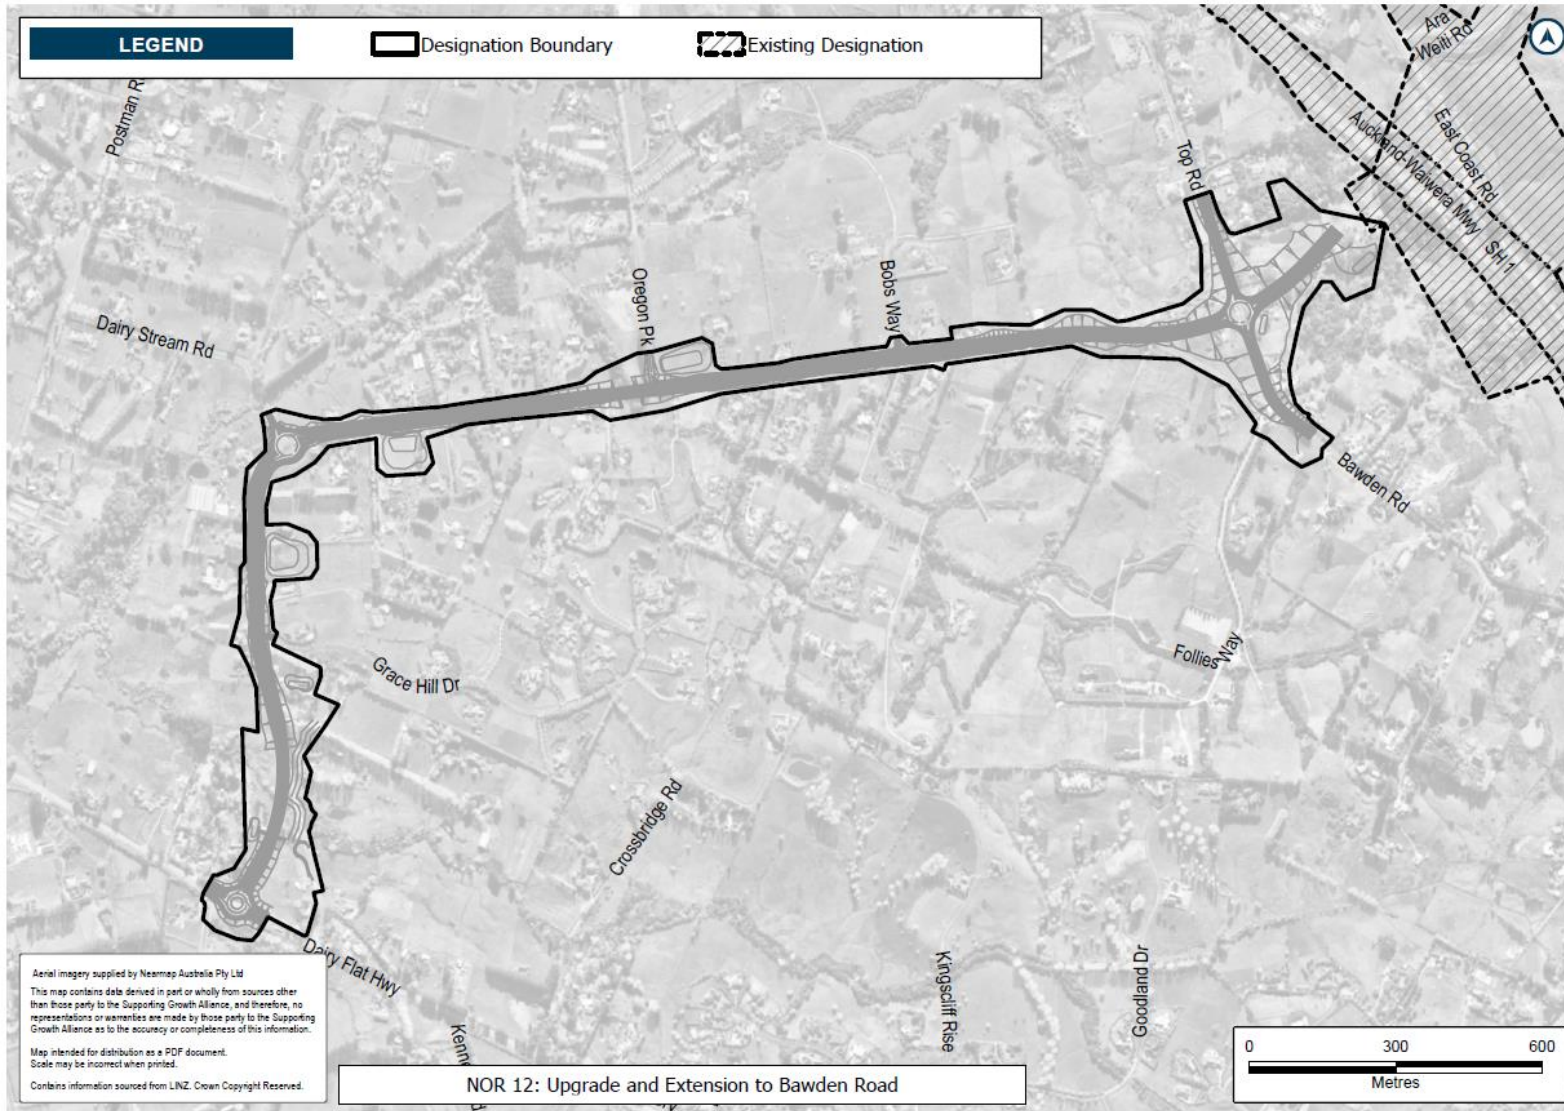 LEGEND
Designation Boundary
Existing Designation
Ara
Weiti Rd
Postman R
East Coast Rd
Auckland-Waiwera Mwy
SH 1
Top Rd
Oregon Pk
Bobs Way
Dairy Stream Rd
Bawden Rd
Follies Way
Grace Hill Dr
Crossbridge Rd
Dairy Flat Hwy
Kingscliff Rise
Goodland Dr
Aerial imagery supplied by Nearmap Australia Pty Ltd
This map contains data derived in part or wholly from sources other
than those party to the Supporting Growth Alliance, and therefore, no
representations or warranties are made by those party to the Supporting
Growth Alliance as to the accuracy or completeness of this information.
Map intended for distribution as a PDF document.
Scale may be incorrect when printed.
Contains information sourced from LINZ. Crown Copyright Reserved.
NOR 12: Upgrade and Extension to Bawden Road
0 300 600
Metres